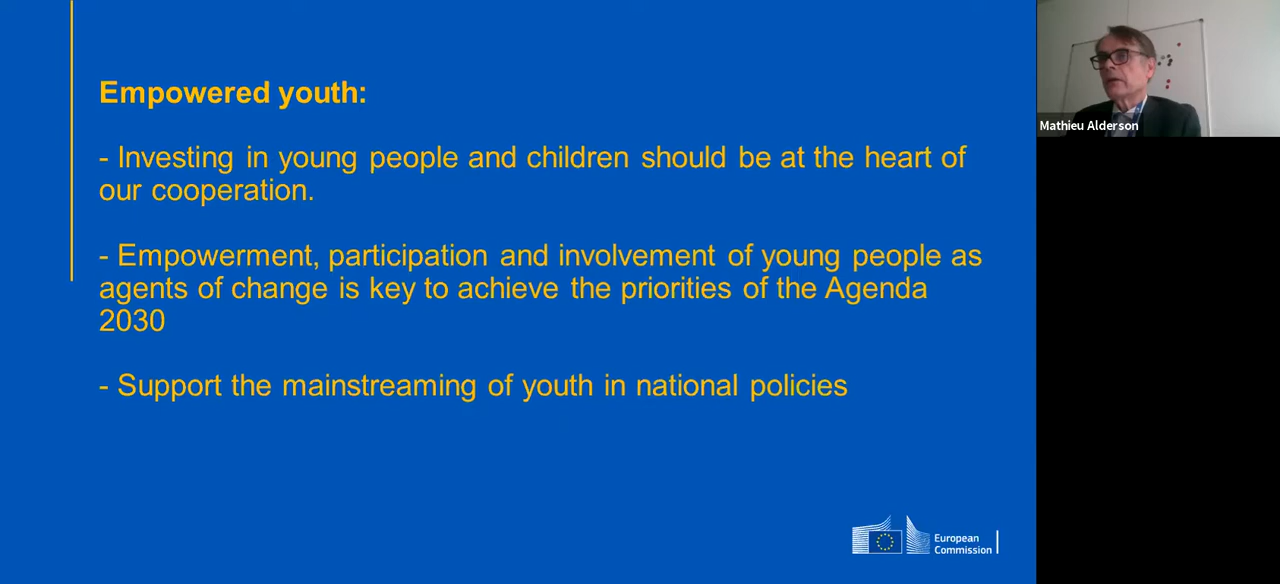 Empowered youth:
- Investing in young people and children should be at the heart of
our cooperation.
- Empowerment, participation and involvement of young people as
agents of change is key to achieve the priorities of the Agenda
2030
- Support the mainstreaming of youth in national policies
European
Commission
Mathieu Alderson